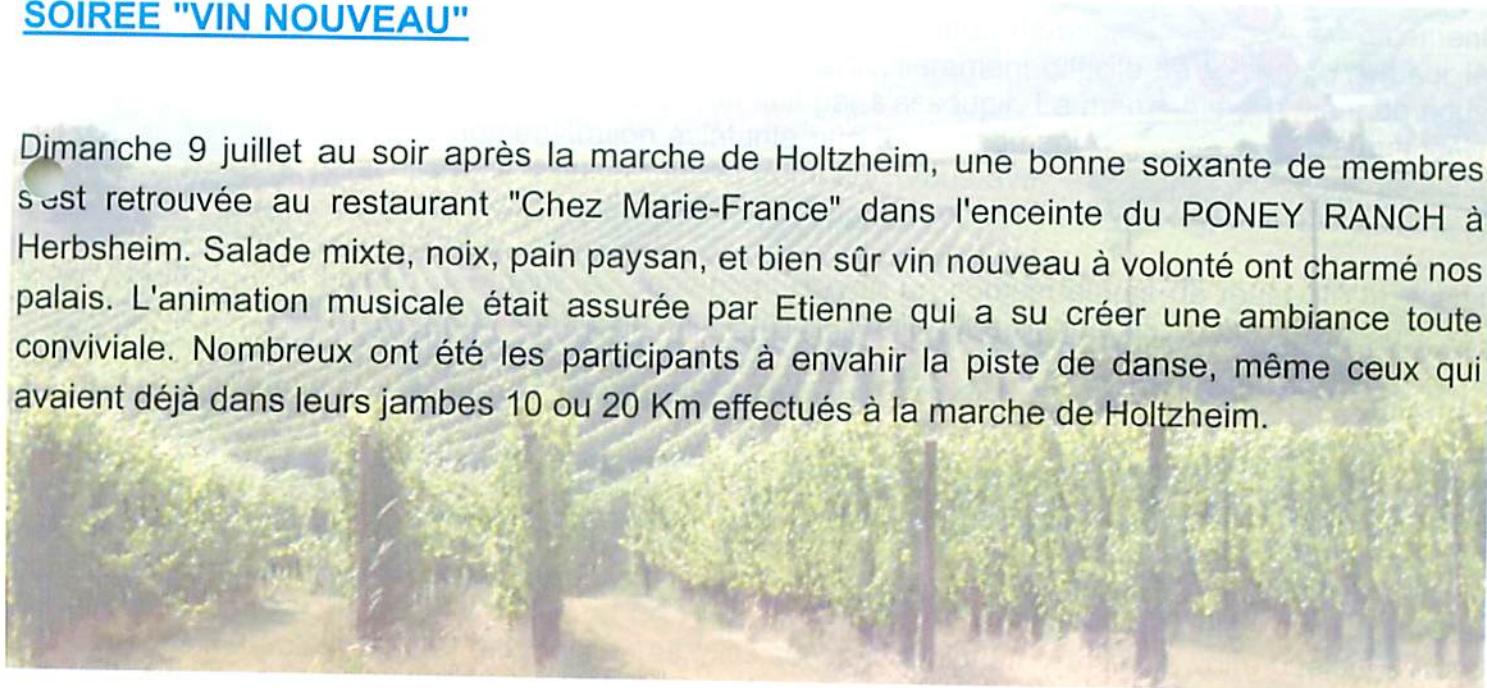 SOIREE "VIN NOUVEAU"
Dimanche 9 juillet au soir après la marche de Holtzheim, une bonne soixante de membres
s'est retrouvée au restaurant "Chez Marie-France" dans l'enceinte du PONEY RANCH à
Herbsheim. Salade mixte, noix, pain paysan, et bien sûr vin nouveau à volonté ont charmé nos
palais. L'animation musicale était assurée par Etienne qui a su créer une ambiance toute
conviviale. Nombreux ont été les participants à envahir la piste de danse, même ceux qui
avaient déjà dans leurs jambes 10 ou 20 Km effectués à la marche de Holtzheim.